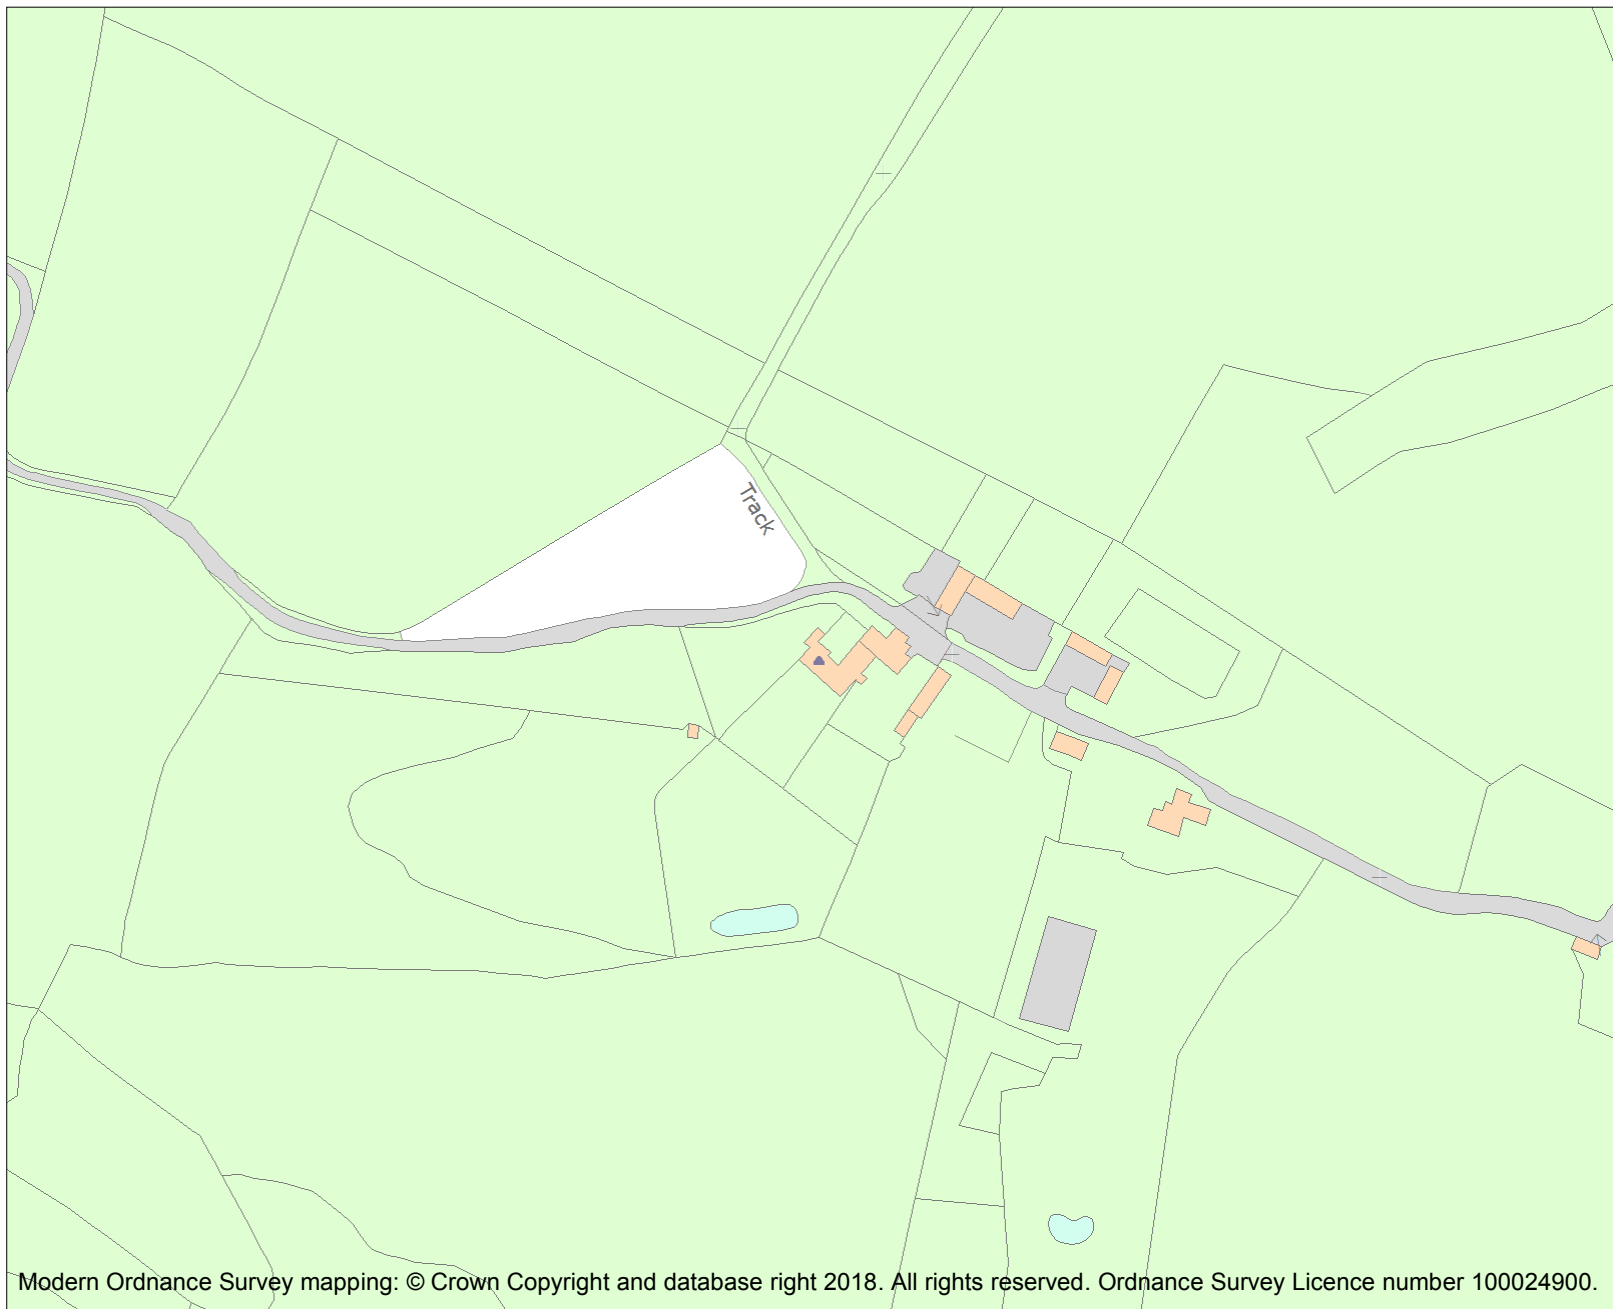 Track
Modern Ordnance Survey mapping: © Crown Copyright and database right 2018. All rights reserved. Ordnance Survey Licence number 100024900.